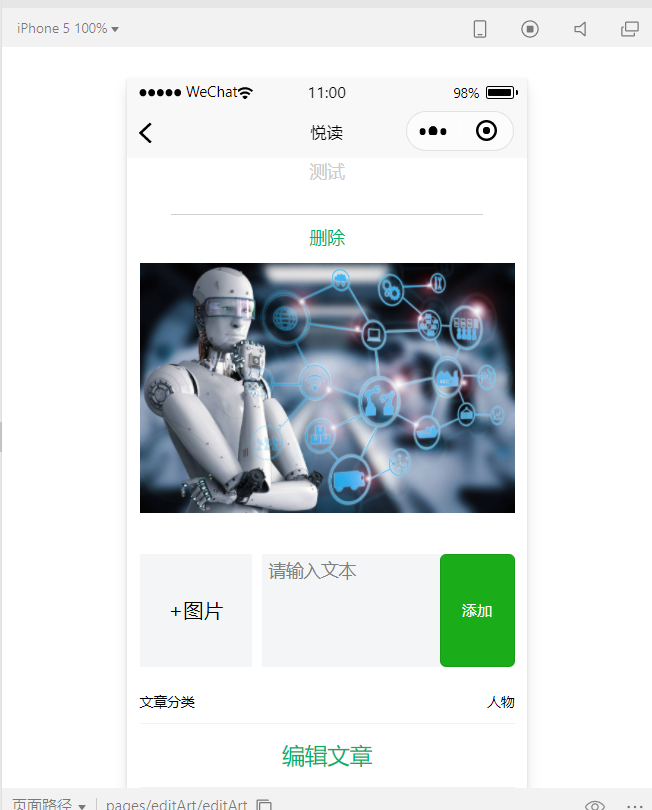 iPhone 5 100%
WeChat 11:00 98%
悦读
测试
删除
+图片
请输入文本
添加
文章分类 人物
编辑文章
页面路径 pages/editArt/editArt